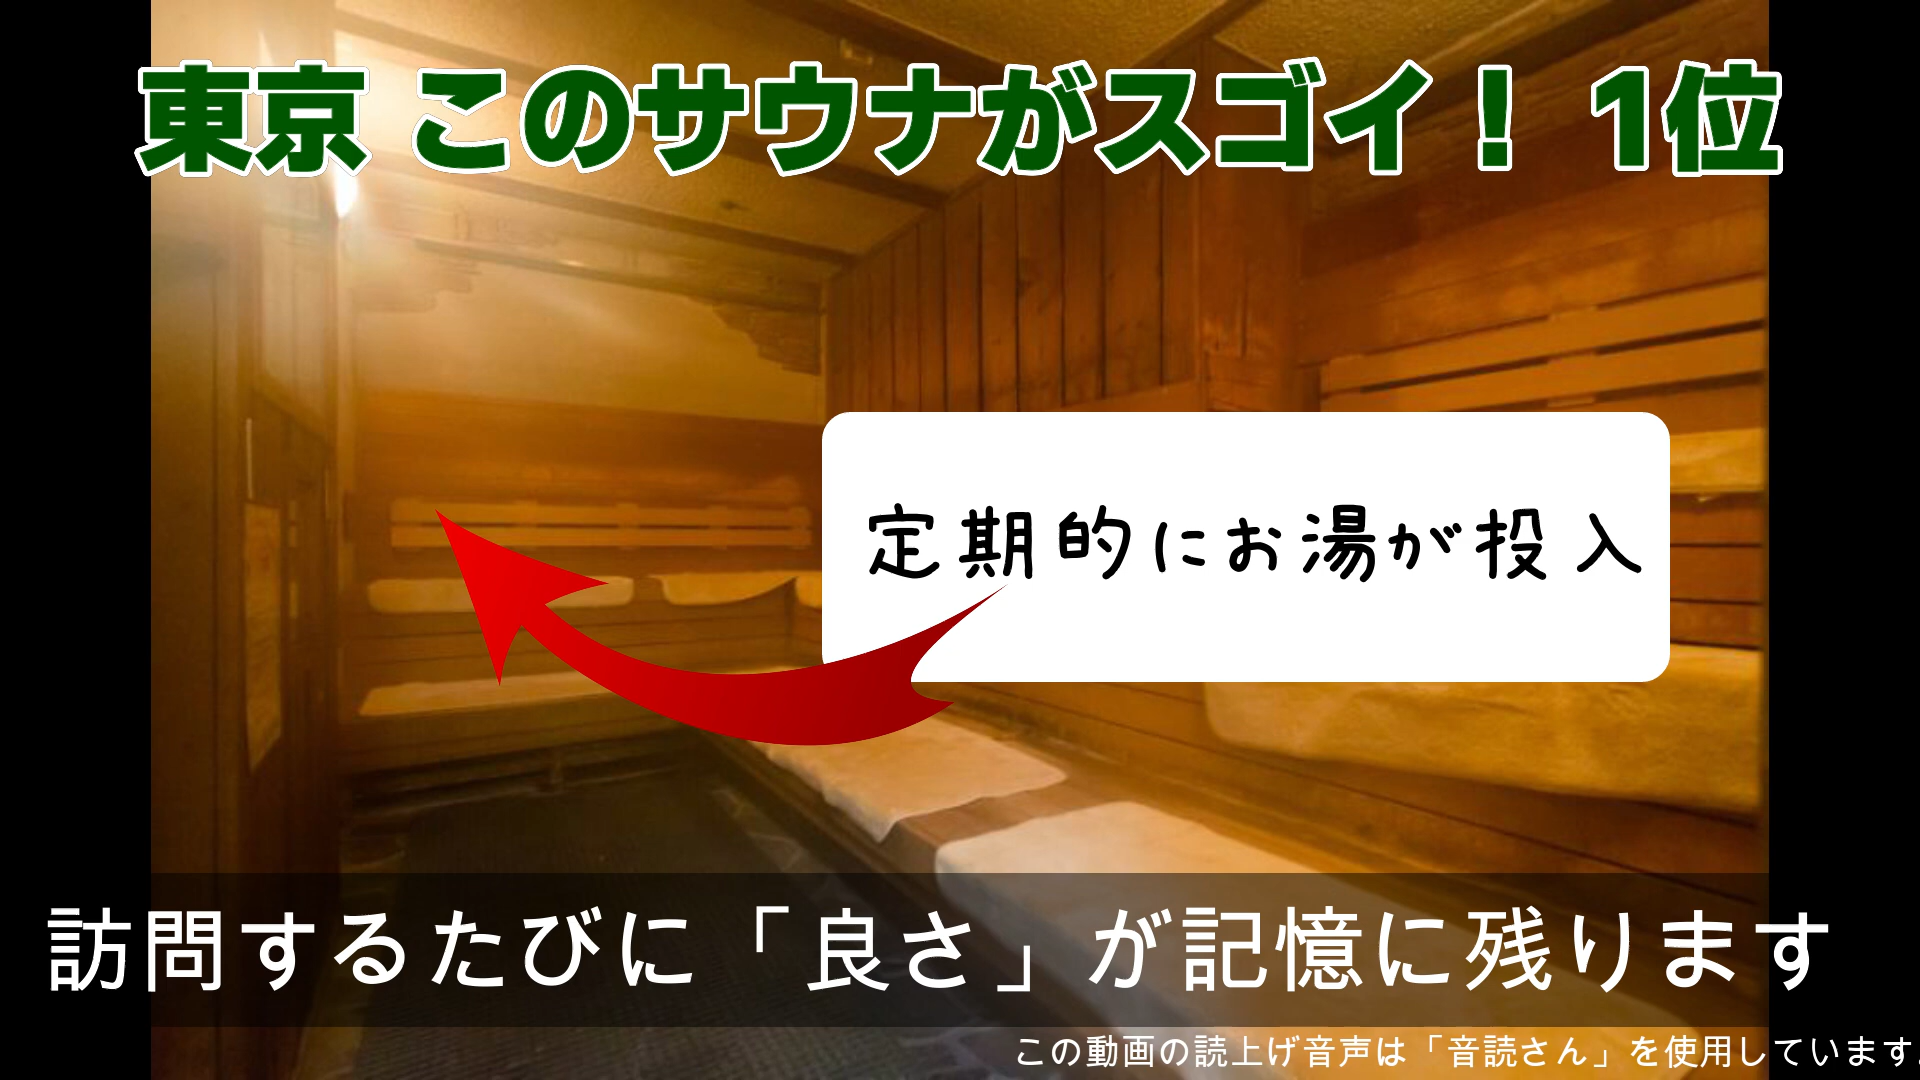 東京 このサウナがスゴイ！ 1位
定期的にお湯が投入
訪問するたびに「良さ」が記憶に残ります
この動画の読上げ音声は「音読さん」を使用しています.